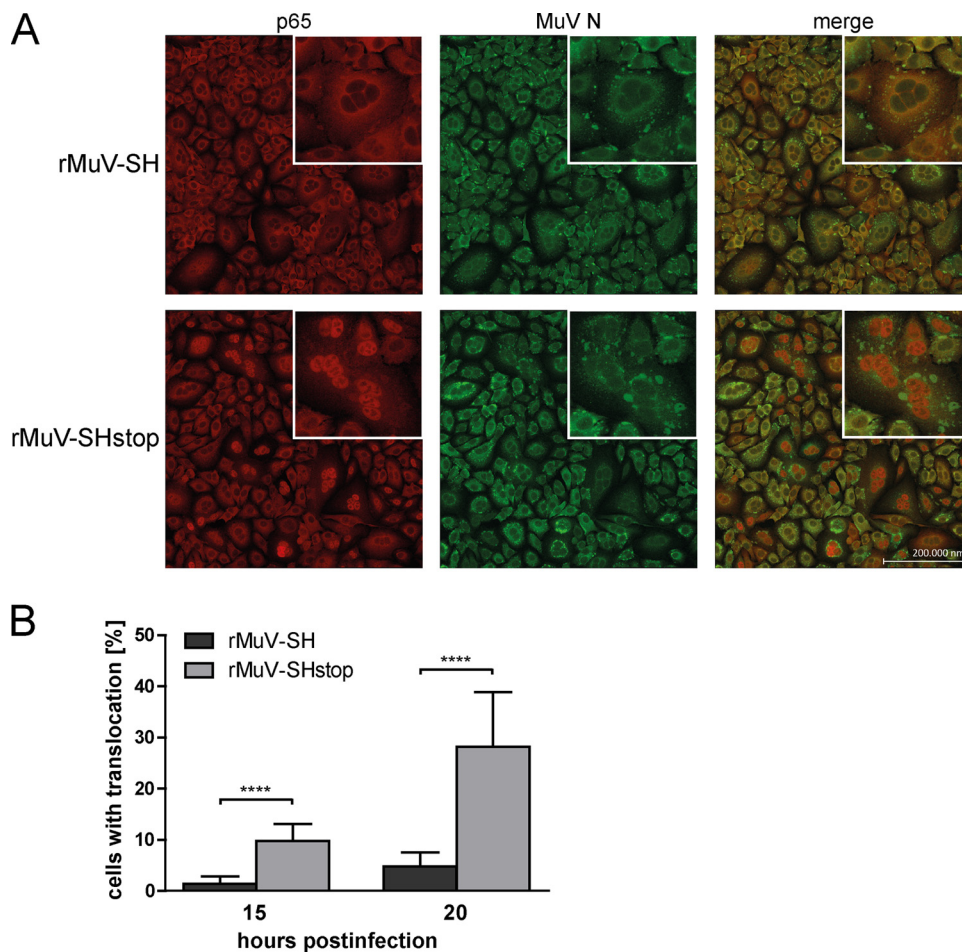 A
p65 MuV N merge
rMuV-SH
rMuV-SHstop
200.000 nm
B
cells with translocation [%]
50
40
30
20
10
0
rMuV-SH
rMuV-SHstop
****
****
15 20
hours postinfection